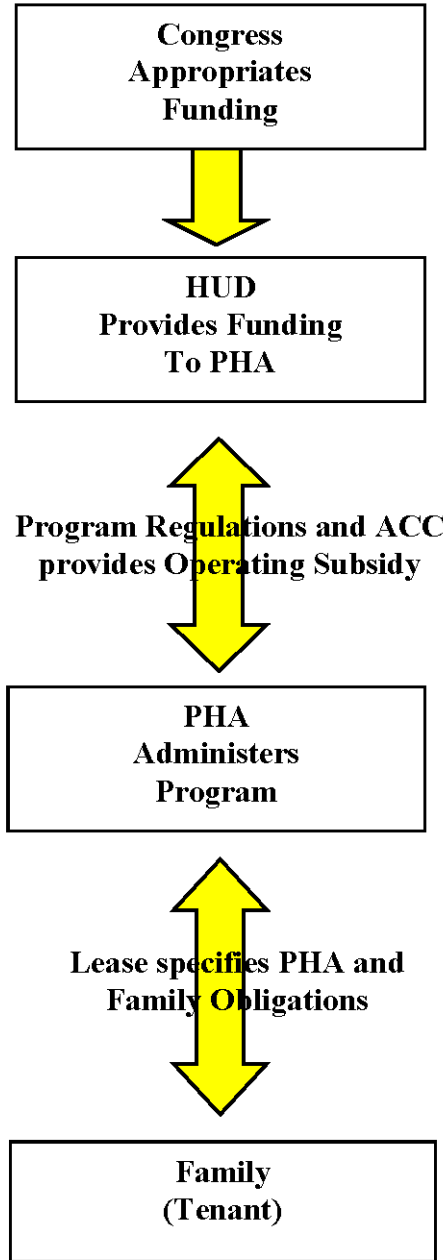 Congress
Appropriates
Funding
HUD
Provides Funding
To PHA
Program Regulations and ACC
provides Operating Subsidy
PHA
Administers
Program
Lease specifies PHA and
Family Obligations
Family
(Tenant)